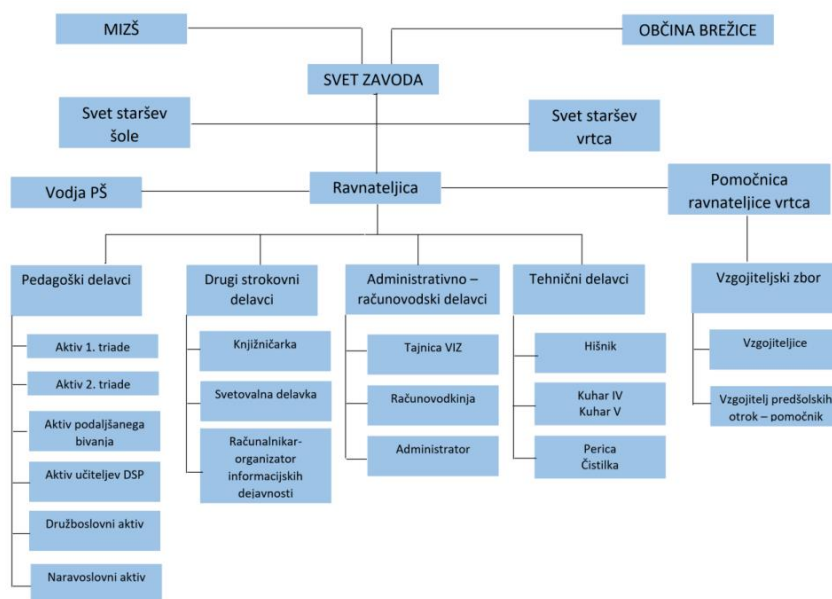 MIZŠ
OBČINA BREŽICE
SVET ZAVODA
Svet staršev
šole
Svet staršev
vrtca
Vodja PŠ
Ravnateljica
Pomočnica
ravnateljice vrtca
Pedagoški delavci
Drugi strokovni
delavci
Administrativno –
računovodski delavci
Tehnični delavci
Vzgojiteljski zbor
Aktiv 1. triade
Aktiv 2. triade
Aktiv podaljšanega
bivanja
Aktiv učiteljev DSP
Družboslovni aktiv
Naravoslovni aktiv
Knjižničarka
Svetovalna delavka
Računalnikar-
organizator
informacijskih
dejavnosti
Tajnica VIZ
Računovodkinja
Administrator
Hišnik
Kuhar IV
Kuhar V
Perica
Čistilka
Vzgojiteljice
Vzgojitelj predšolskih
otrok – pomočnik